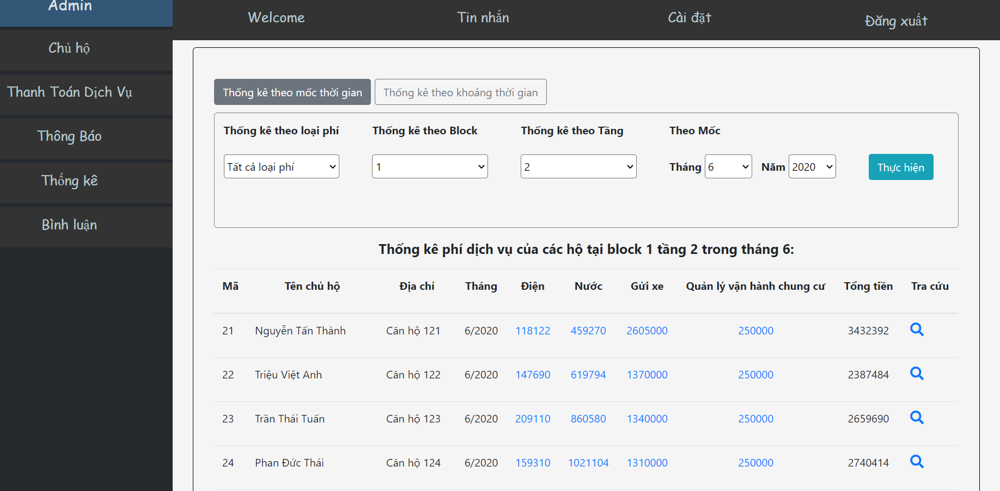 Admin
Welcome
Tin nhắn
Cài đặt
Đăng xuất
Chủ hộ
Thanh Toán Dịch Vụ
Thông Báo
Thống kê
Bình luận
Thống kê theo mốc thời gian
Thống kê theo khoảng thời gian
Thống kê theo loại phí
Thống kê theo Block
Thống kê theo Tầng
Theo Mốc
Tất cả loại phí
1
2
Tháng 6 Năm 2020
Thực hiện
Thống kê phí dịch vụ của các hộ tại block 1 tầng 2 trong tháng 6:
Mã Tên chủ hộ Địa chỉ Tháng Điện Nước Gửi xe Quản lý vận hành chung cư Tổng tiền Tra cứu
21 Nguyễn Tấn Thành Căn hộ 121 6/2020 118122 459270 2605000 250000 3432392
22 Triệu Việt Anh Căn hộ 122 6/2020 147690 619794 1370000 250000 2387484
23 Trần Thái Tuấn Căn hộ 123 6/2020 209110 860580 1340000 250000 2659690
24 Phan Đức Thái Căn hộ 124 6/2020 159310 1021104 1310000 250000 2740414